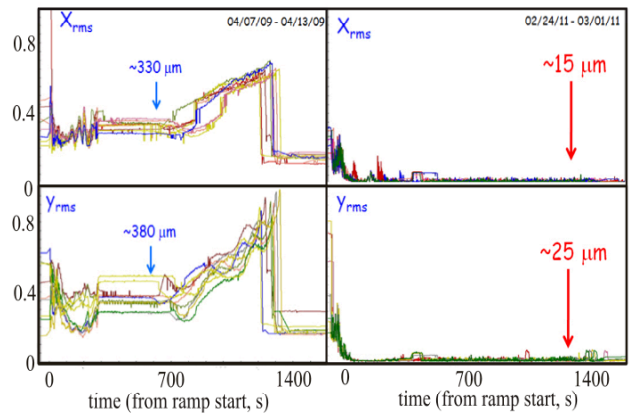 Xrms 04/07/09 - 04/13/09
~330 μm
0.8
0.4
0
Xrms 02/24/11 - 03/01/11
~15 μm
yrms
~380 μm
0.8
0.4
0
yrms
~25 μm
0 700 1400
time (from ramp start, s)
0 700 1400
time (from ramp start, s)